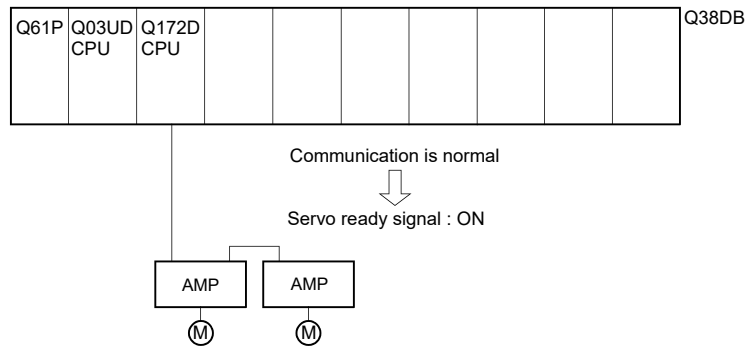 Q61P
Q03UD
CPU
Q172D
CPU
Q38DB
Communication is normal
Servo ready signal : ON
AMP
AMP
M
M